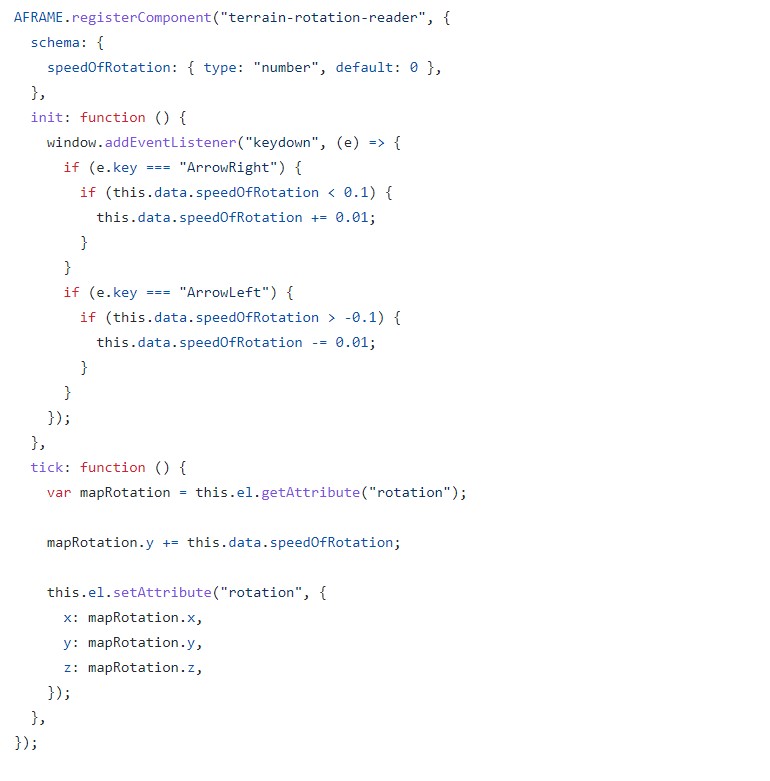 AFRAME.registerComponent("terrain-rotation-reader", {
  schema: {
    speedOfRotation: { type: "number", default: 0 },
  },
  init: function () {
    window.addEventListener("keydown", (e) => {
      if (e.key === "ArrowRight") {
        if (this.data.speedOfRotation < 0.1) {
          this.data.speedOfRotation += 0.01;
        }
      }
      if (e.key === "ArrowLeft") {
        if (this.data.speedOfRotation > -0.1) {
          this.data.speedOfRotation -= 0.01;
        }
      }
    });
  },
  tick: function () {
    var mapRotation = this.el.getAttribute("rotation");

    mapRotation.y += this.data.speedOfRotation;

    this.el.setAttribute("rotation", {
      x: mapRotation.x,
      y: mapRotation.y,
      z: mapRotation.z,
    });
  },
});